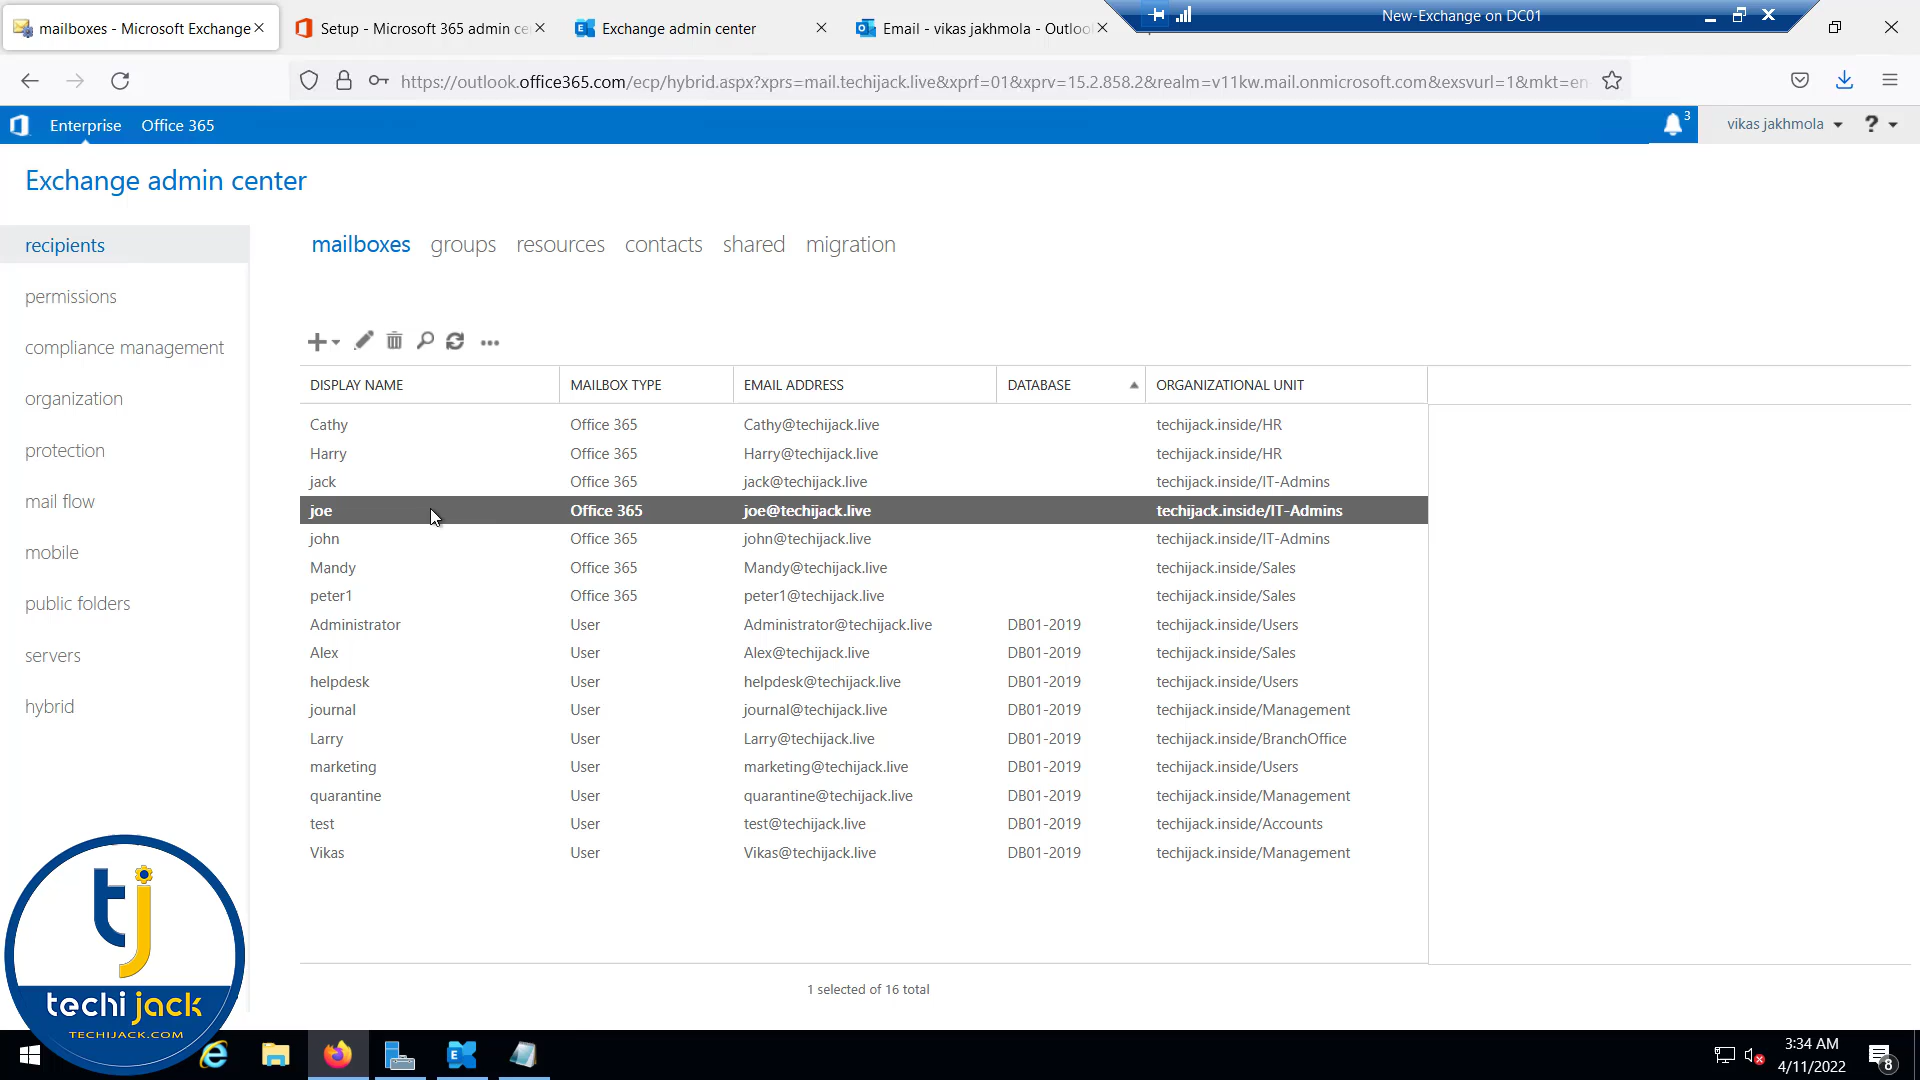 mailboxes - Microsoft Exchange
Setup - Microsoft 365 admin ce
Exchange admin center
Email - vikas jakhmola - Outloo
New-Exchange on DC01
https://outlook.office365.com/ecp/hybrid.aspx?xprs=mail.techijack.live&xprf=01&xprv=15.2.858.2&realm=v11kw.mail.onmicrosoft.com&exsvurl=1&mkt=en
Enterprise Office 365
3
vikas jakhmola
?
Exchange admin center
recipients
permissions
compliance management
organization
protection
mail flow
mobile
public folders
servers
hybrid
mailboxes groups resources contacts shared migration
DISPLAY NAME MAILBOX TYPE EMAIL ADDRESS DATABASE ORGANIZATIONAL UNIT
Cathy Office 365 Cathy@techijack.live techijack.inside/HR
Harry Office 365 Harry@techijack.live techijack.inside/HR
jack Office 365 jack@techijack.live techijack.inside/IT-Admins
joe Office 365 joe@techijack.live techijack.inside/IT-Admins
john Office 365 john@techijack.live techijack.inside/IT-Admins
Mandy Office 365 Mandy@techijack.live techijack.inside/Sales
peter1 Office 365 peter1@techijack.live techijack.inside/Sales
Administrator User Administrator@techijack.live DB01-2019 techijack.inside/Users
Alex User Alex@techijack.live DB01-2019 techijack.inside/Sales
helpdesk User helpdesk@techijack.live DB01-2019 techijack.inside/Users
journal User journal@techijack.live DB01-2019 techijack.inside/Management
Larry User Larry@techijack.live DB01-2019 techijack.inside/BranchOffice
marketing User marketing@techijack.live DB01-2019 techijack.inside/Users
quarantine User quarantine@techijack.live DB01-2019 techijack.inside/Management
test User test@techijack.live DB01-2019 techijack.inside/Accounts
Vikas User Vikas@techijack.live DB01-2019 techijack.inside/Management
1 selected of 16 total
tj
techi jack
TECHIJACK.COM
3:34 AM
4/11/2022
8